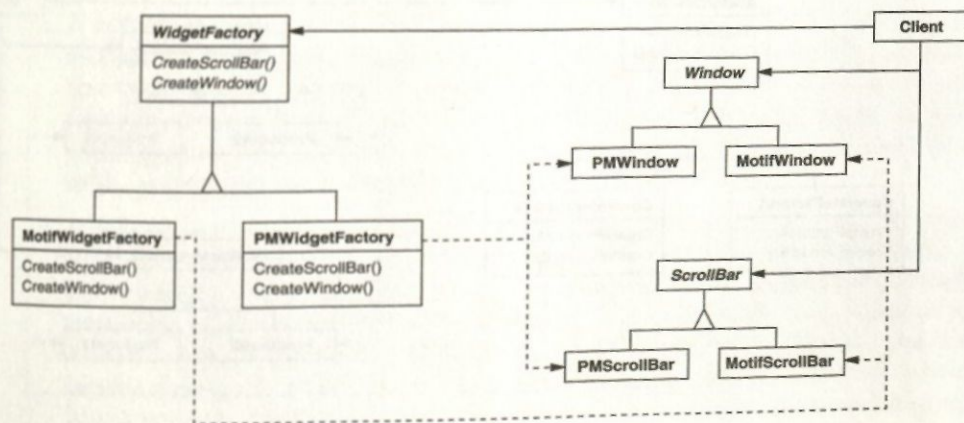 WidgetFactory
CreateScrollBar()
CreateWindow()
Client
Window
PMWindow
MotifWindow
MotifWidgetFactory
CreateScrollBar()
CreateWindow()
PMWidgetFactory
CreateScrollBar()
CreateWindow()
ScrollBar
PMScrollBar
MotifScrollBar